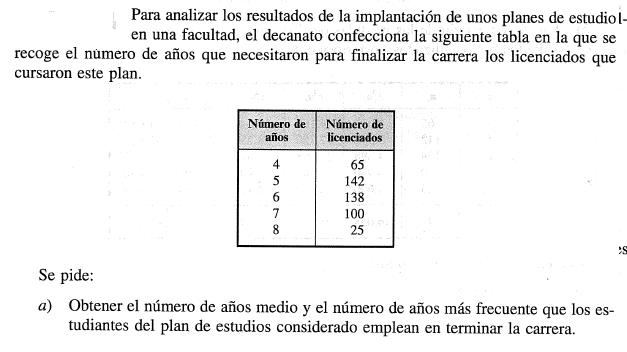 Para analizar los resultados de la implantación de unos planes de estudio
en una facultad, el decanato confecciona la siguiente tabla en la que se
recoge el número de años que necesitaron para finalizar la carrera los licenciados que
cursaron este plan.
Número de años Número de licenciados
4 65
5 142
6 138
7 100
8 25
Se pide:
a) Obtener el número de años medio y el número de años más frecuente que los es-
tudiantes del plan de estudios considerado emplean en terminar la carrera.